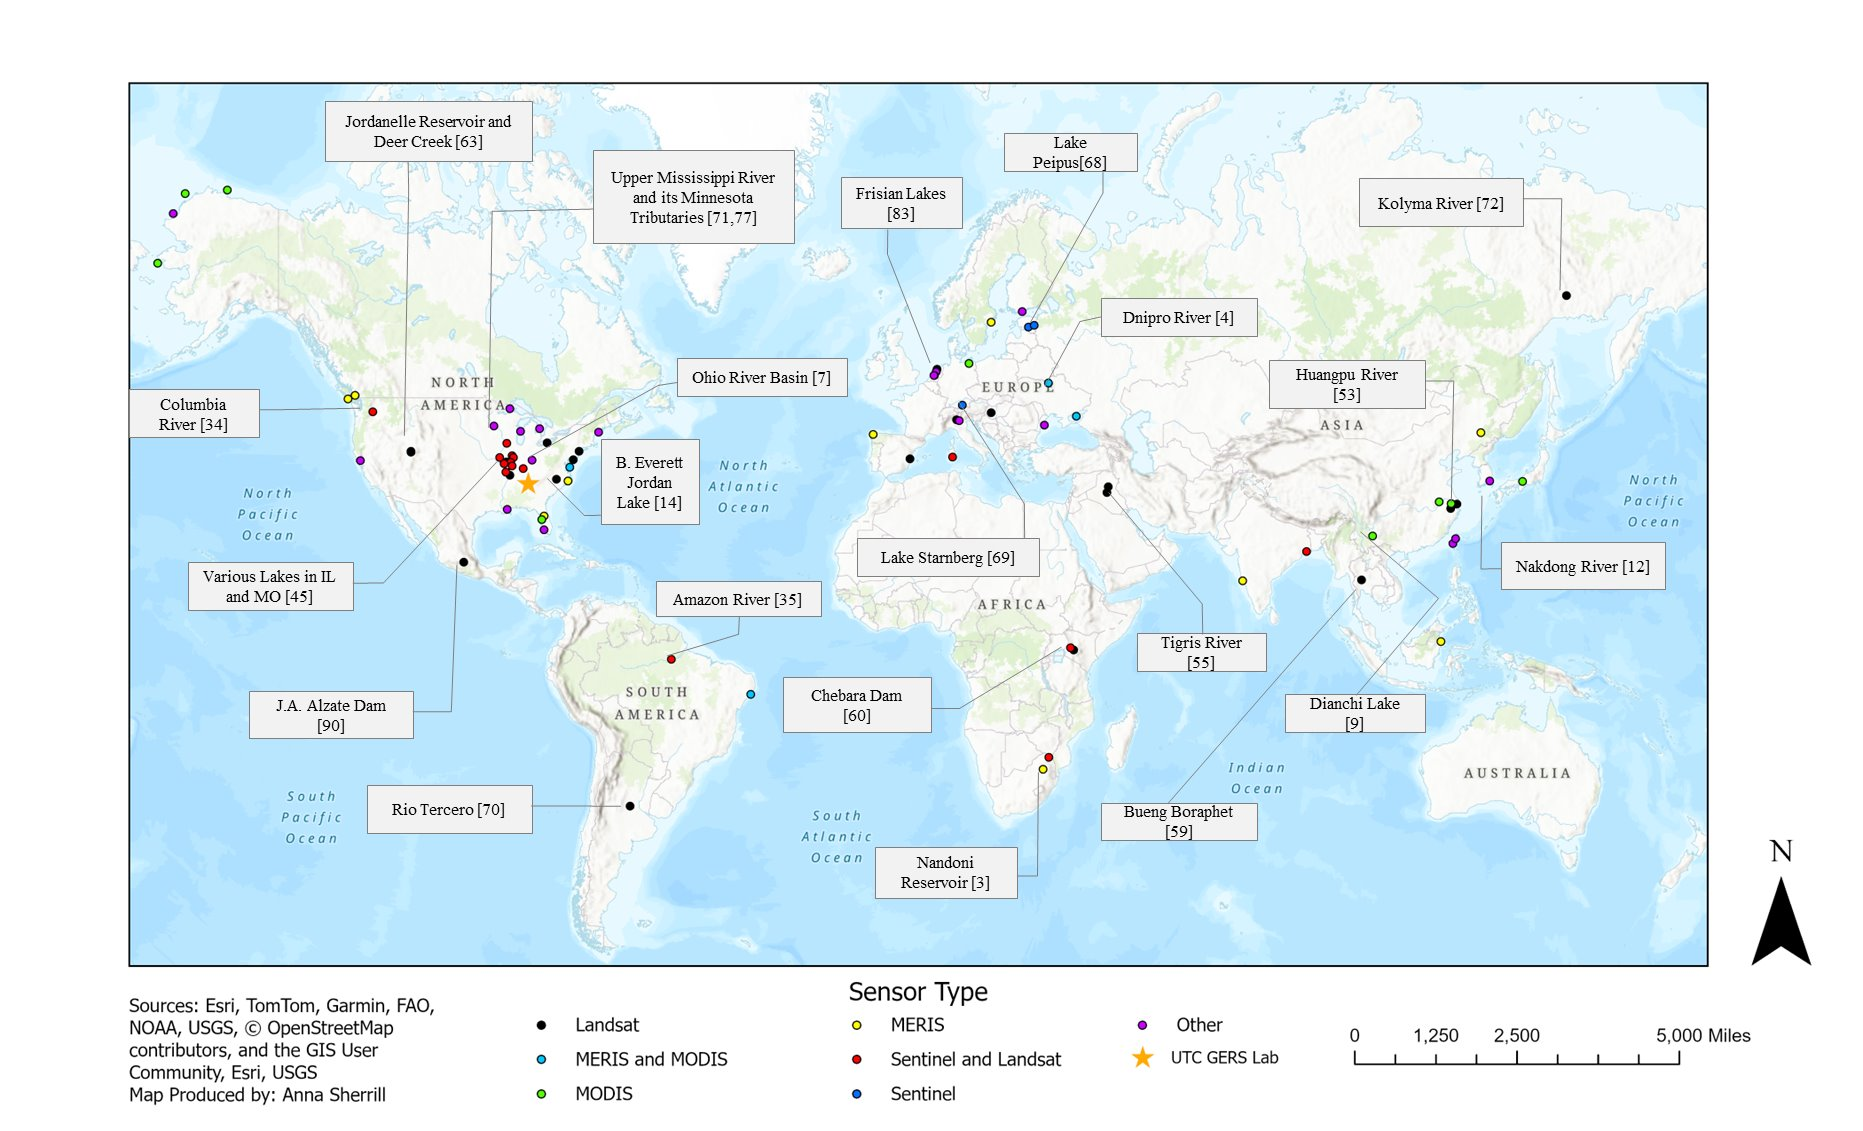 Jordanelle Reservoir and
Deer Creek [63]
Upper Mississippi River
and its Minnesota
Tributaries [71,77]
Frisian Lakes
[83]
Lake
Peipus[68]
Kolyma River [72]
Dnipro River [4]
Huangpu River
[53]
Ohio River Basin [7]
Columbia
River [34]
NORTH
AMERICA
EUROPE
ASIA
B. Everett
Jordan
Lake [14]
North
Atlantic
Ocean
North
Pacific
Ocean
North
Pacific
Ocean
Various Lakes in IL
and MO [45]
Lake Starnberg [69]
Nakdong River [12]
Amazon River [35]
AFRICA
Tigris River
[55]
SOUTH
AMERICA
Chebara Dam
[60]
Dianchi Lake
[9]
J.A. Alzate Dam
[90]
Indian
Ocean
AUSTRALIA
Rio Tercero [70]
South
Pacific
Ocean
South
Atlantic
Ocean
Bueng Boraphet
[59]
Nandoni
Reservoir [3]
N
Sources: Esri, TomTom, Garmin, FAO,
NOAA, USGS, © OpenStreetMap
contributors, and the GIS User
Community, Esri, USGS
Map Produced by: Anna Sherrill
Sensor Type
Landsat
MERIS and MODIS
MODIS
MERIS
Sentinel and Landsat
Sentinel
Other
UTC GERS Lab
0 1,250 2,500 5,000 Miles